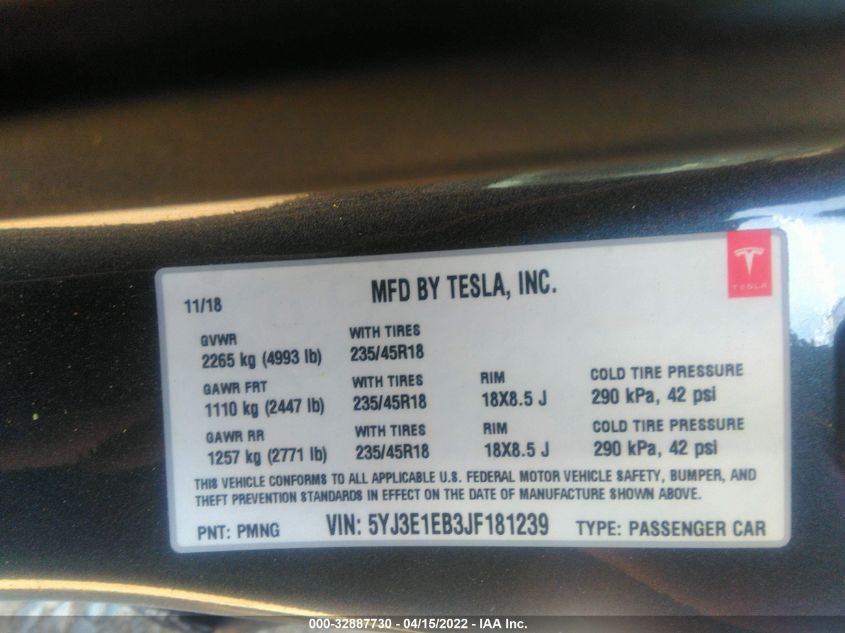 MFD BY TESLA, INC.
TESLA
11/18
GVWR WITH TIRES
2265 kg (4993 lb) 235/45R18
GAWR FRT WITH TIRES RIM COLD TIRE PRESSURE
1110 kg (2447 lb) 235/45R18 18X8.5 J 290 kPa, 42 psi
GAWR RR WITH TIRES RIM COLD TIRE PRESSURE
1257 kg (2771 lb) 235/45R18 18X8.5 J 290 kPa, 42 psi
THIS VEHICLE CONFORMS TO ALL APPLICABLE U.S. FEDERAL MOTOR VEHICLE SAFETY, BUMPER, AND
THEFT PREVENTION STANDARDS IN EFFECT ON THE DATE OF MANUFACTURE SHOWN ABOVE.
PNT: PMNG VIN: 5YJ3E1EB3JF181239 TYPE: PASSENGER CAR
000-32887730 - 04/15/2022 - IAA Inc.